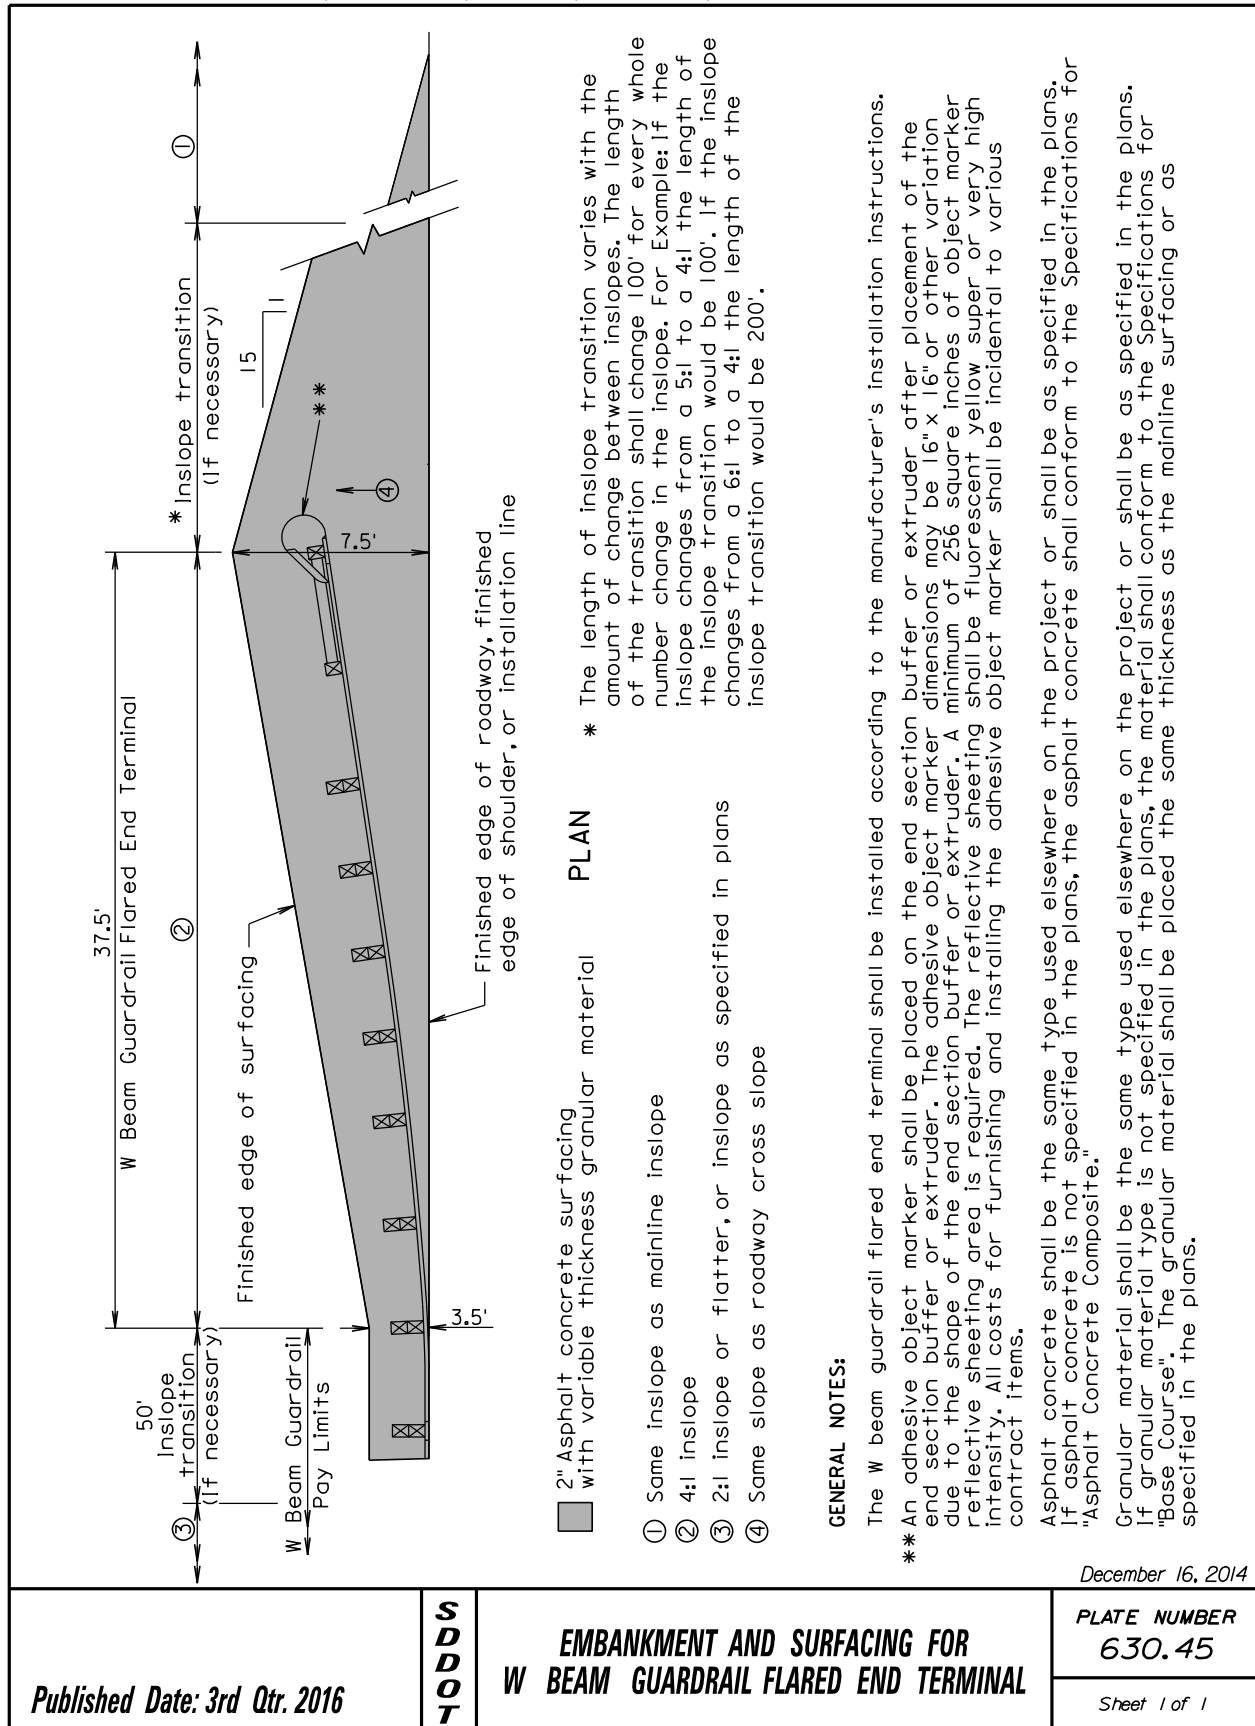 37.5'
W Beam Guardrail Flared End Terminal
50'
Inslope
transition
(If necessary)
③
②
* Inslope transition
(If necessary)
①
W Beam Guardrail
Pay Limits
Finished edge of surfacing
15
1
**
④
7.5'
3.5'
Finished edge of roadway, finished
edge of shoulder, or installation line
PLAN
2" Asphalt concrete surfacing
with variable thickness granular material
① Same inslope as mainline inslope
② 4:1 inslope
③ 2:1 inslope or flatter, or inslope as specified in plans
④ Same slope as roadway cross slope
* The length of inslope transition varies with the
amount of change between inslopes. The length
of the transition shall change 100' for every whole
number change in the inslope. For Example: If the
inslope changes from a 5:1 to a 4:1 the length of
the inslope transition would be 100'. If the inslope
changes from a 6:1 to a 4:1 the length of the
inslope transition would be 200'.
GENERAL NOTES:
The W beam guardrail flared end terminal shall be installed according to the manufacturer's installation instructions.
** An adhesive object marker shall be placed on the end section buffer or extruder after placement of the
end section buffer or extruder. The adhesive object marker dimensions may be 16" x 16" or other variation
due to the shape of the end section buffer or extruder. A minimum of 256 square inches of object marker
reflective sheeting area is required. The reflective sheeting shall be fluorescent yellow super or very high
intensity. All costs for furnishing and installing the adhesive object marker shall be incidental to various
contract items.
Asphalt concrete shall be the same type used elsewhere on the project or shall be as specified in the plans.
If asphalt concrete is not specified in the plans, the asphalt concrete shall conform to the Specifications for
"Asphalt Concrete Composite."
Granular material shall be the same type used elsewhere on the project or shall be as specified in the plans.
If granular material type is not specified in the plans, the material shall conform to the Specifications for
"Base Course". The granular material shall be placed the same thickness as the mainline surfacing or as
specified in the plans.
December 16, 2014
Published Date: 3rd Qtr. 2016
SDDOT
EMBANKMENT AND SURFACING FOR
W BEAM GUARDRAIL FLARED END TERMINAL
PLATE NUMBER
630.45
Sheet 1 of 1